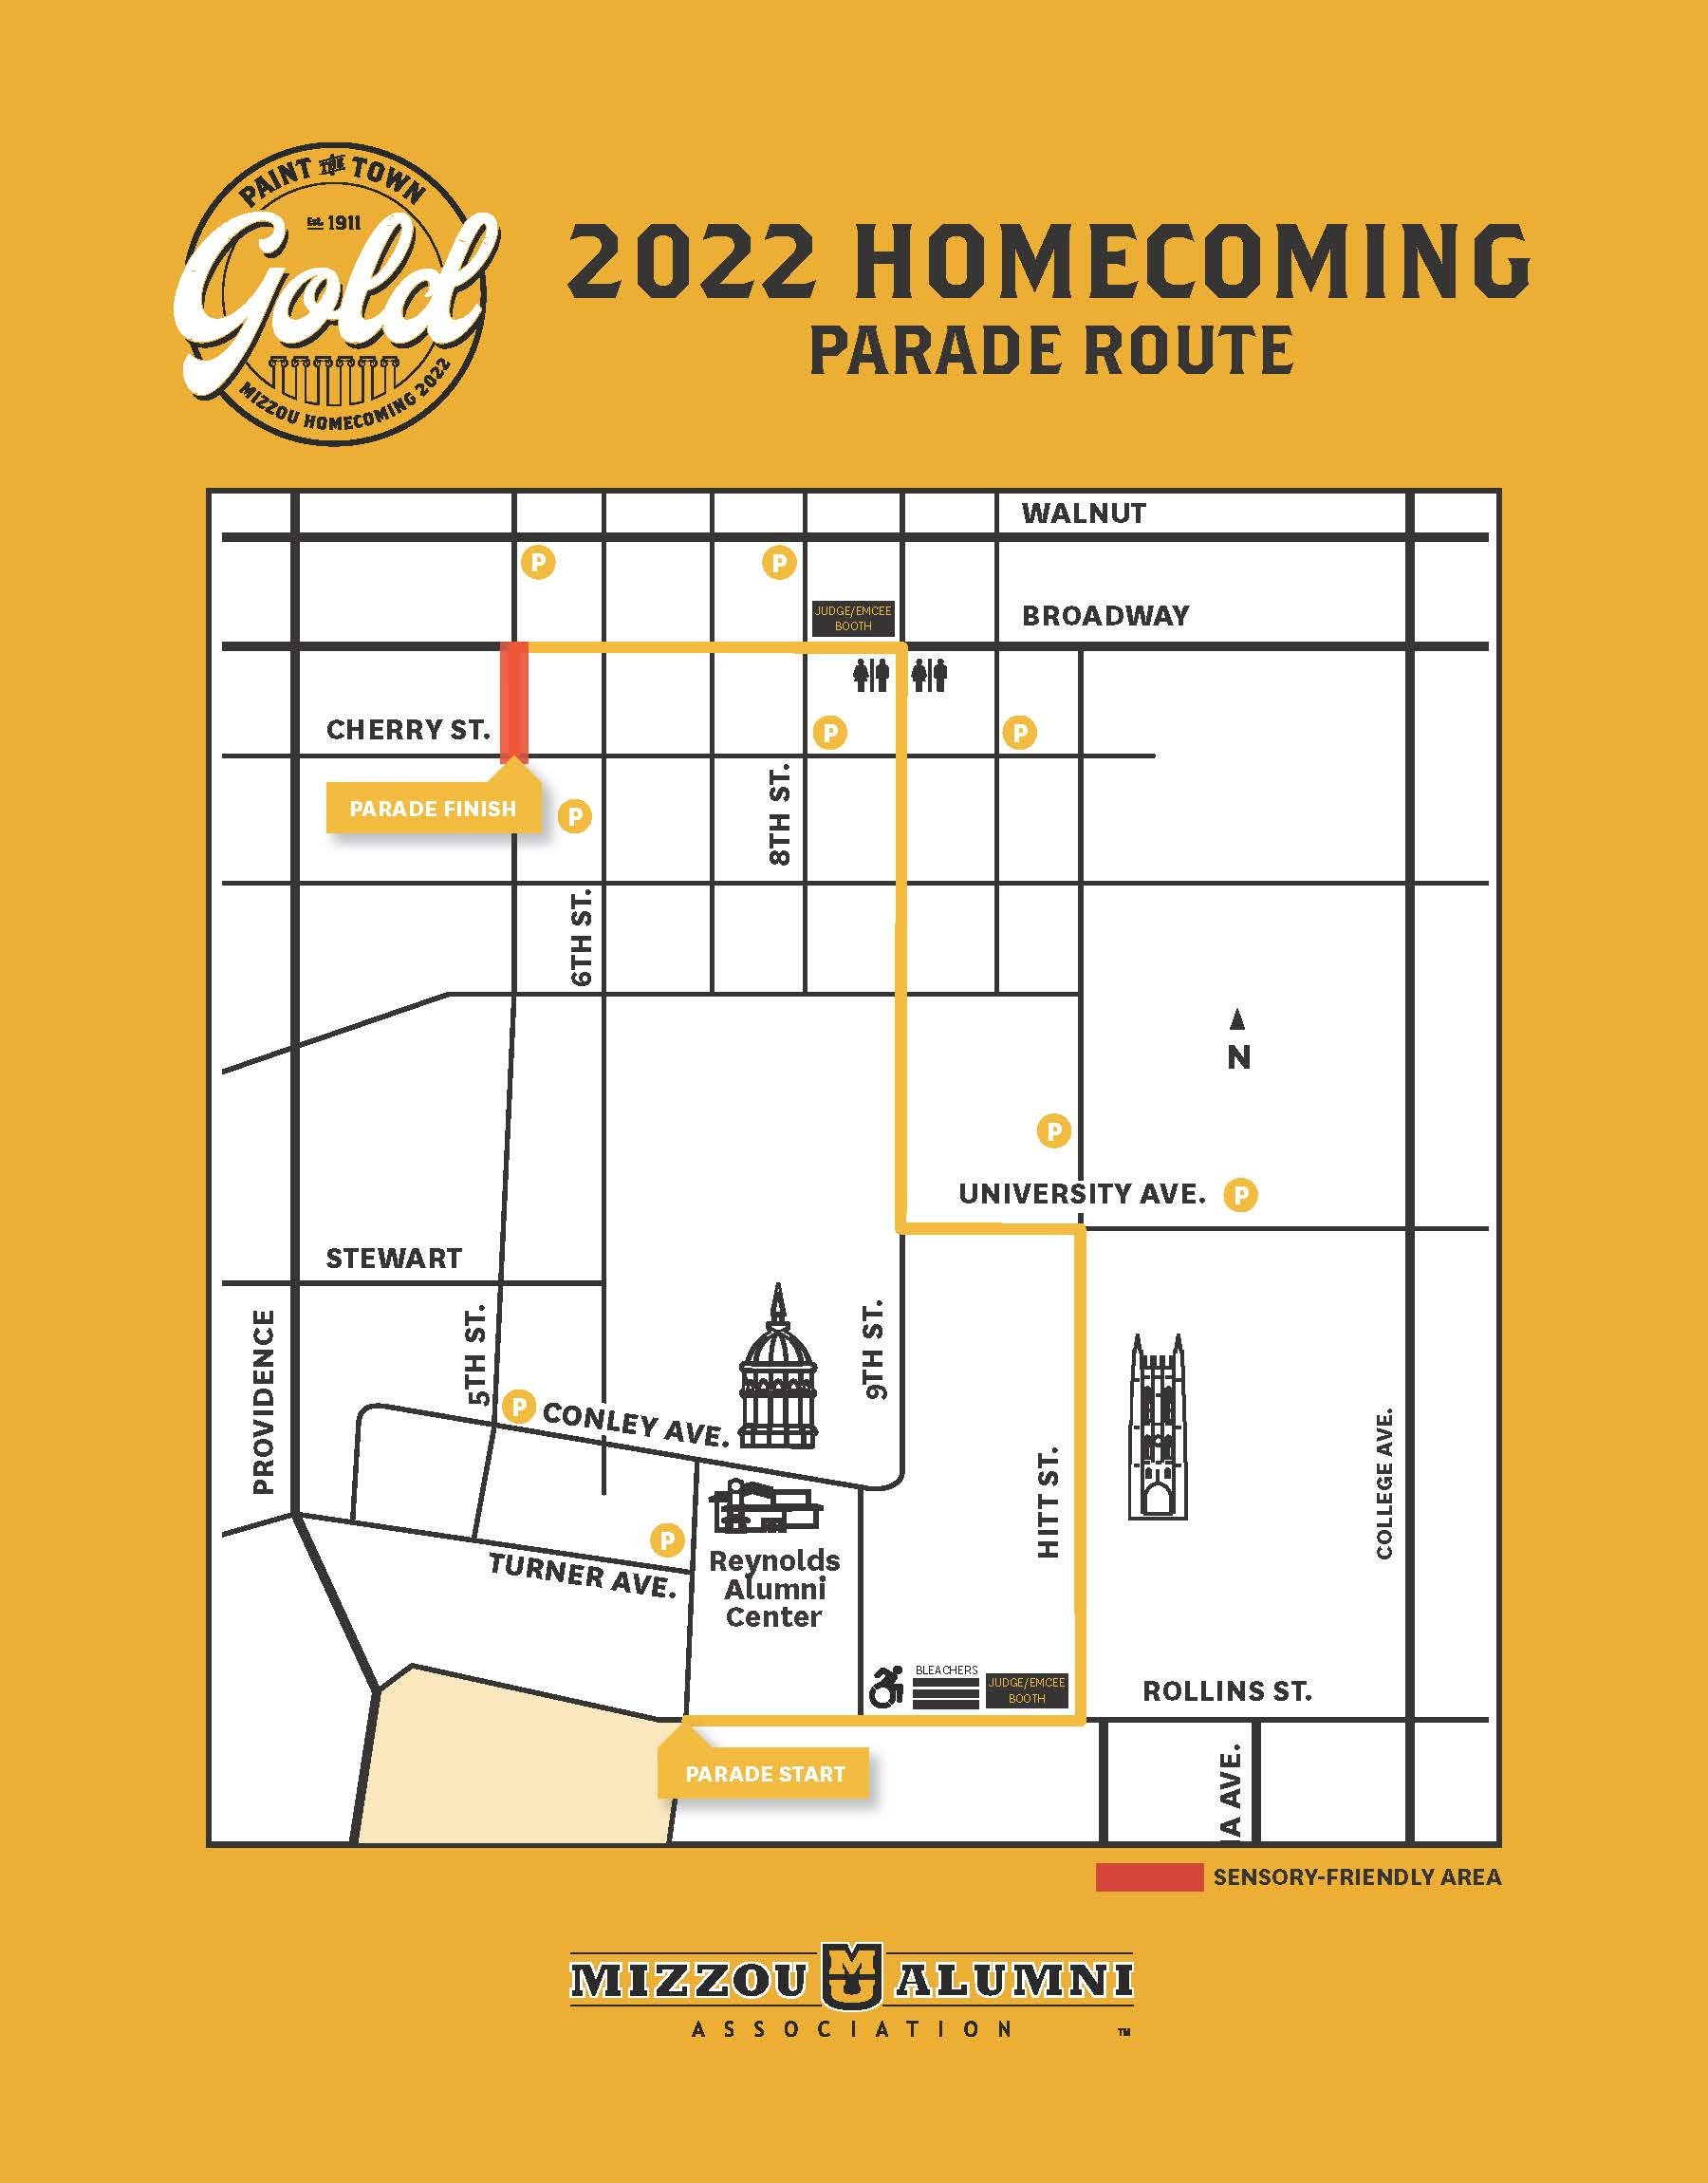 PAINT THE TOWN
Est. 1911
Gold
MIZZOU HOMECOMING 2022
2022 HOMECOMING
PARADE ROUTE
WALNUT
P
P
JUDGE/EMCEE
BOOTH
BROADWAY
CHERRY ST.
P
P
PARADE FINISH
P
8TH ST.
6TH ST.
N
P
UNIVERSITY AVE.
P
STEWART
PROVIDENCE
5TH ST.
9TH ST.
P
CONLEY AVE.
HITT ST.
COLLEGE AVE.
P
TURNER AVE.
Reynolds
Alumni
Center
BLEACHERS
JUDGE/EMCEE
BOOTH
ROLLINS ST.
PARADE START
A AVE.
SENSORY-FRIENDLY AREA
MIZZOU MU ALUMNI
ASSOCIATION TM